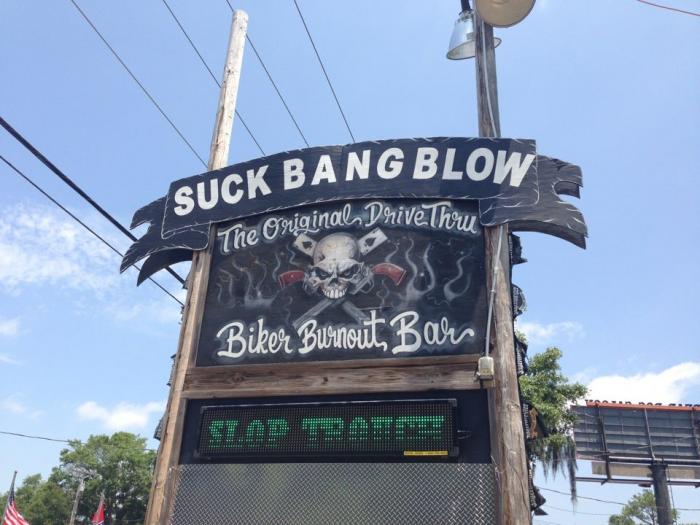 SUCK BANG BLOW
The Original Drive Thru
Biker Burnout Bar